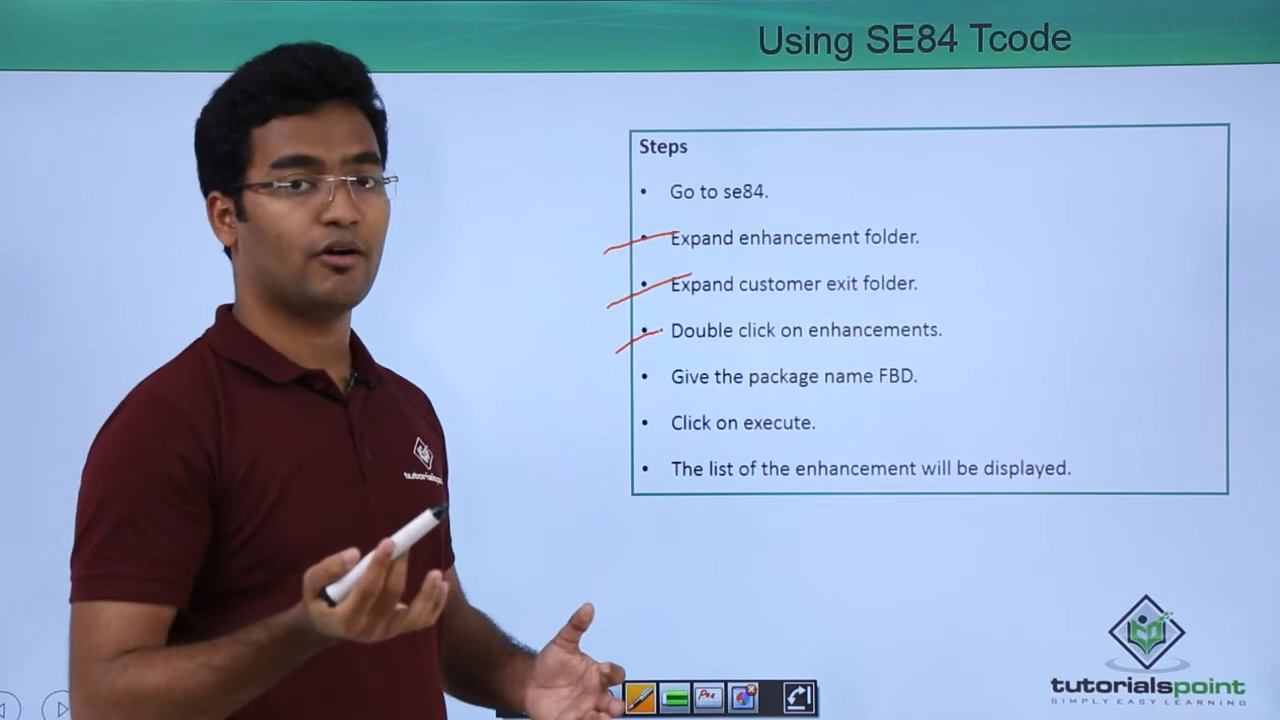 Using SE84 Tcode
Steps
• Go to se84.
• Expand enhancement folder.
• Expand customer exit folder.
• Double click on enhancements.
• Give the package name FBD.
• Click on execute.
• The list of the enhancement will be displayed.
tutorialspoint
SIMPLY EASY LEARNING